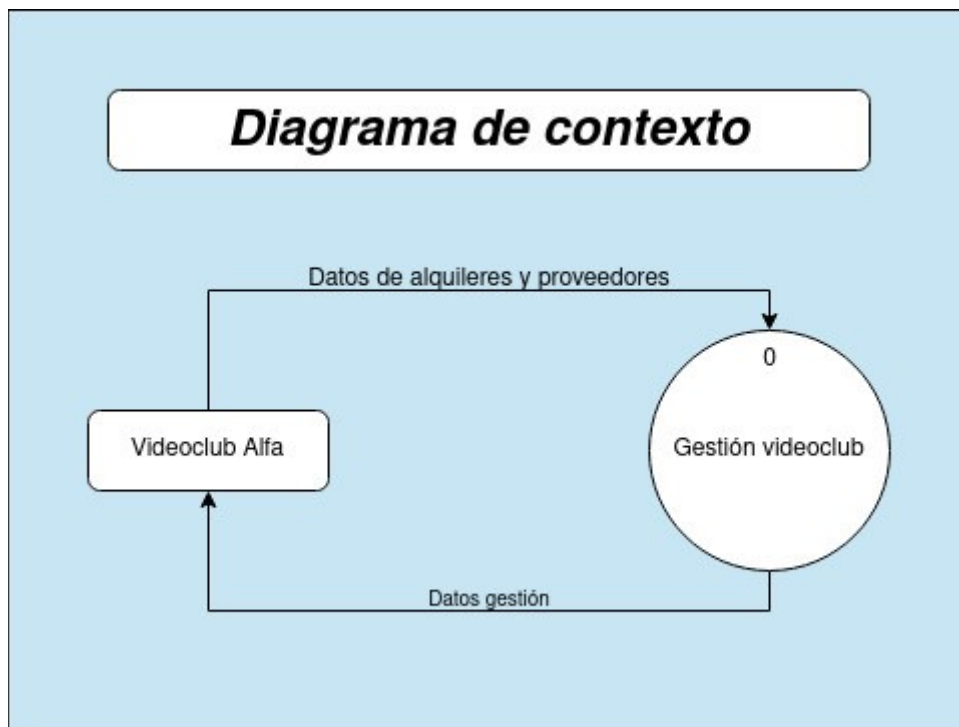 Diagrama de contexto
Datos de alquileres y proveedores
0
Videoclub Alfa
Gestión videoclub
Datos gestión